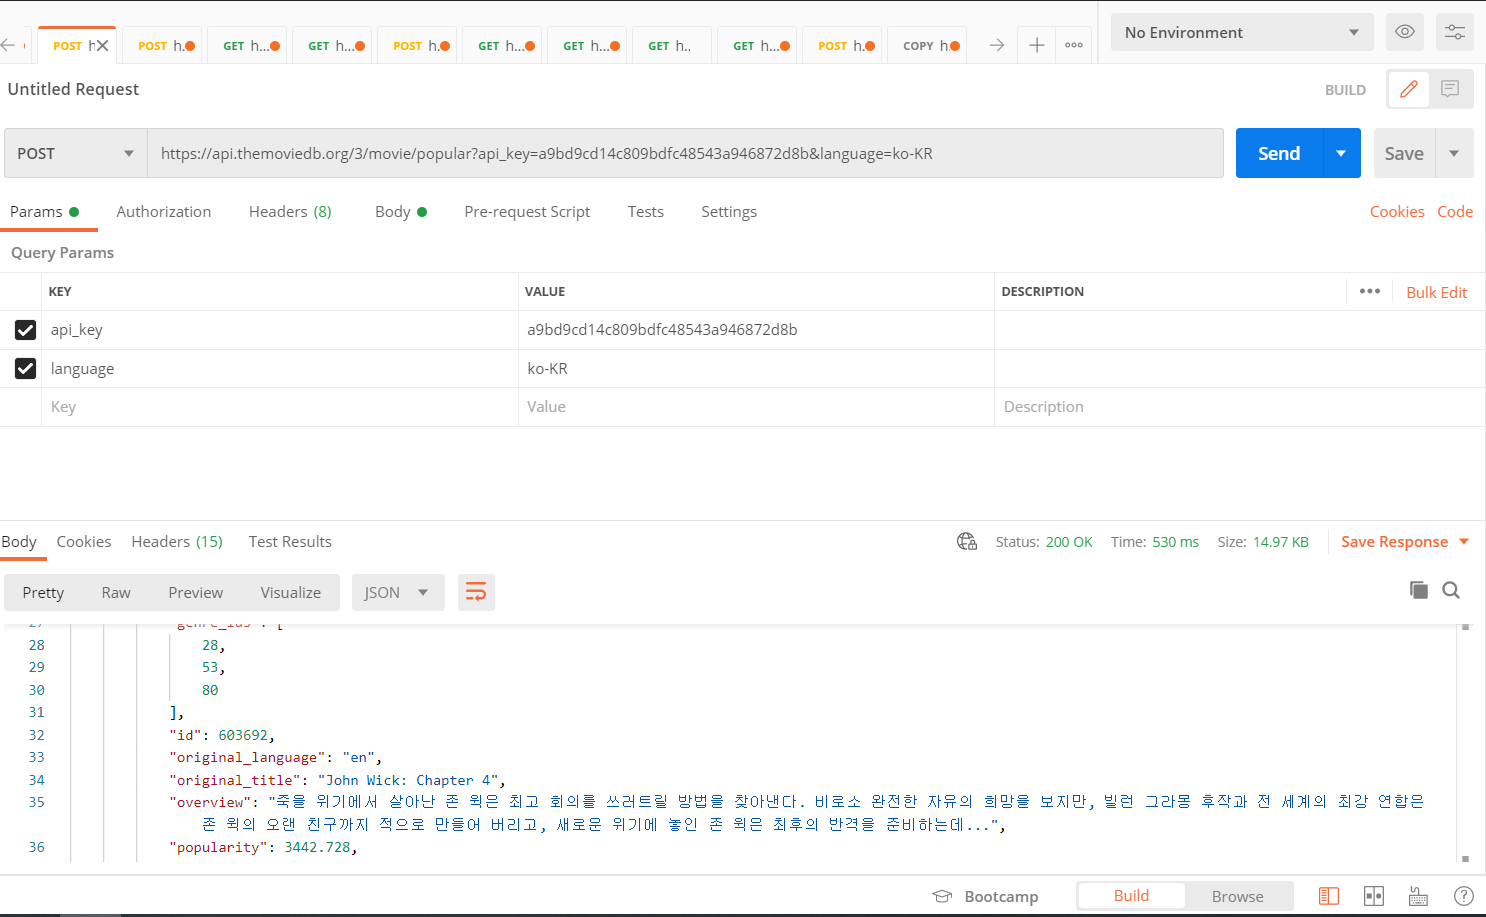 POST h
POST h.
GET h...
GET h...
POST h.
GET h...
GET h...
GET h..
GET h...
POST h.
COPY h
No Environment
Untitled Request
BUILD
POST https://api.themoviedb.org/3/movie/popular?api_key=a9bd9cd14c809bdfc48543a946872d8b&language=ko-KR Send Save
Params Authorization Headers (8) Body Pre-request Script Tests Settings Cookies Code
Query Params
KEY VALUE DESCRIPTION Bulk Edit
api_key a9bd9cd14c809bdfc48543a946872d8b
language ko-KR
Key Value Description
Body Cookies Headers (15) Test Results Status: 200 OK Time: 530 ms Size: 14.97 KB Save Response
Pretty Raw Preview Visualize JSON
27 "genre_ids": [
28 28,
29 53,
30 80
31 ],
32 "id": 603692,
33 "original_language": "en",
34 "original_title": "John Wick: Chapter 4",
35 "overview": "죽을 위기에서 살아난 존 윅은 최고 회의를 쓰러트릴 방법을 찾아낸다. 비로소 완전한 자유의 희망을 보지만, 빌런 그라몽 후작과 전 세계의 최강 연합은
존 윅의 오랜 친구까지 적으로 만들어 버리고, 새로운 위기에 놓인 존 윅은 최후의 반격을 준비하는데...",
36 "popularity": 3442.728,
Bootcamp Build Browse